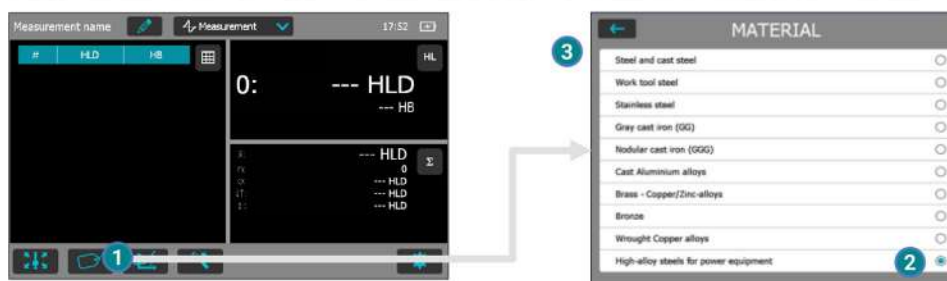 Measurement name
Measurement
17:52
# HLD HB
HL
0: --- HLD
--- HB
--- HLD
Σ
0
--- HLD
--- HLD
--- HLD
1
3
MATERIAL
Steel and cast steel
Work tool steel
Stainless steel
Gray cast iron (GG)
Nodular cast iron (GGG)
Cast Aluminium alloys
Brass - Copper/Zinc-alloys
Bronze
Wrought Copper alloys
High-alloy steels for power equipment
2